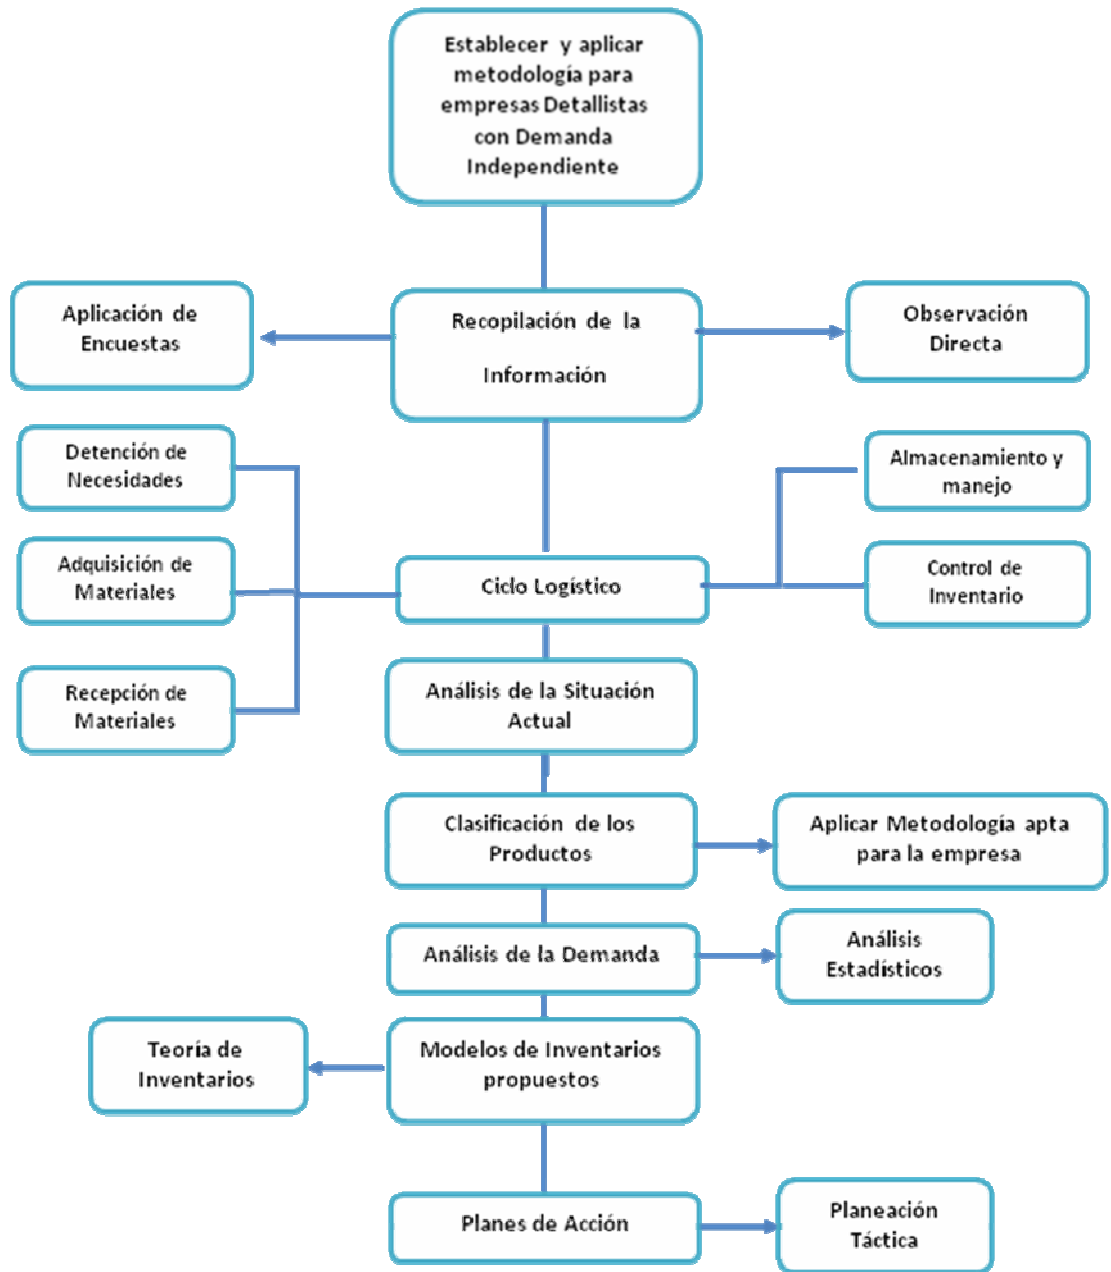 Establecer y aplicar
metodología para
empresas Detallistas
con Demanda
Independiente
Aplicación de
Encuestas
Recopilación de la
Información
Observación
Directa
Detención de
Necesidades
Adquisición de
Materiales
Recepción de
Materiales
Ciclo Logístico
Almacenamiento y
manejo
Control de
Inventario
Análisis de la Situación
Actual
Clasificación de los
Productos
Aplicar Metodología apta
para la empresa
Análisis de la Demanda
Análisis
Estadísticos
Teoría de
Inventarios
Modelos de Inventarios
propuestos
Planes de Acción
Planeación
Táctica